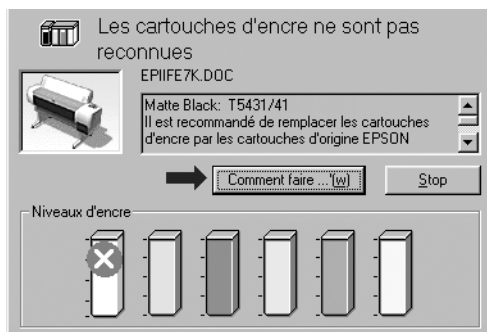 Les cartouches d'encre ne sont pas
reconnues
EPIIFE7K.DOC
Matte Black: T5431/41
Il est recommandé de remplacer les cartouches
d'encre par les cartouches d'origine EPSON
Comment faire ...'(w)
Stop
Niveaux d'encre